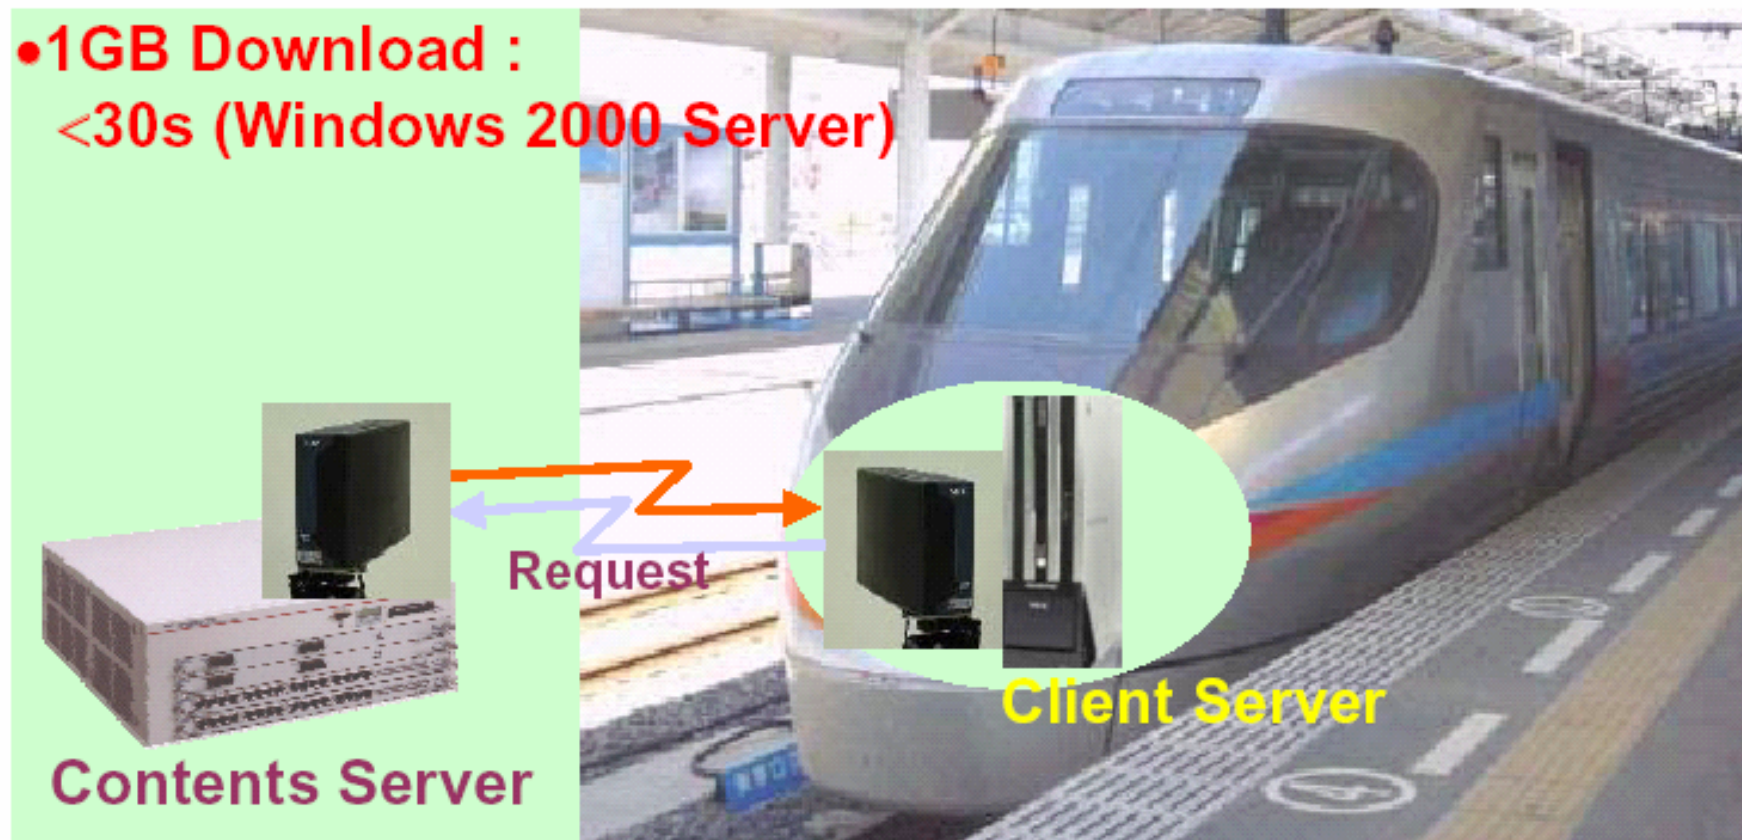 •1GB Download :
<30s (Windows 2000 Server)
Request
Client Server
Contents Server